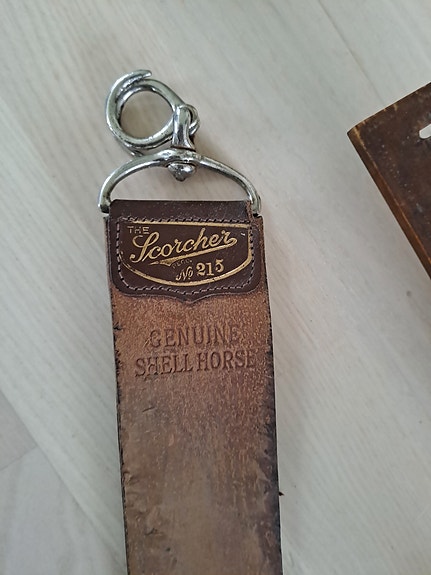 THE
Scorcher
No 215
GENUINE
SHELL HORSE